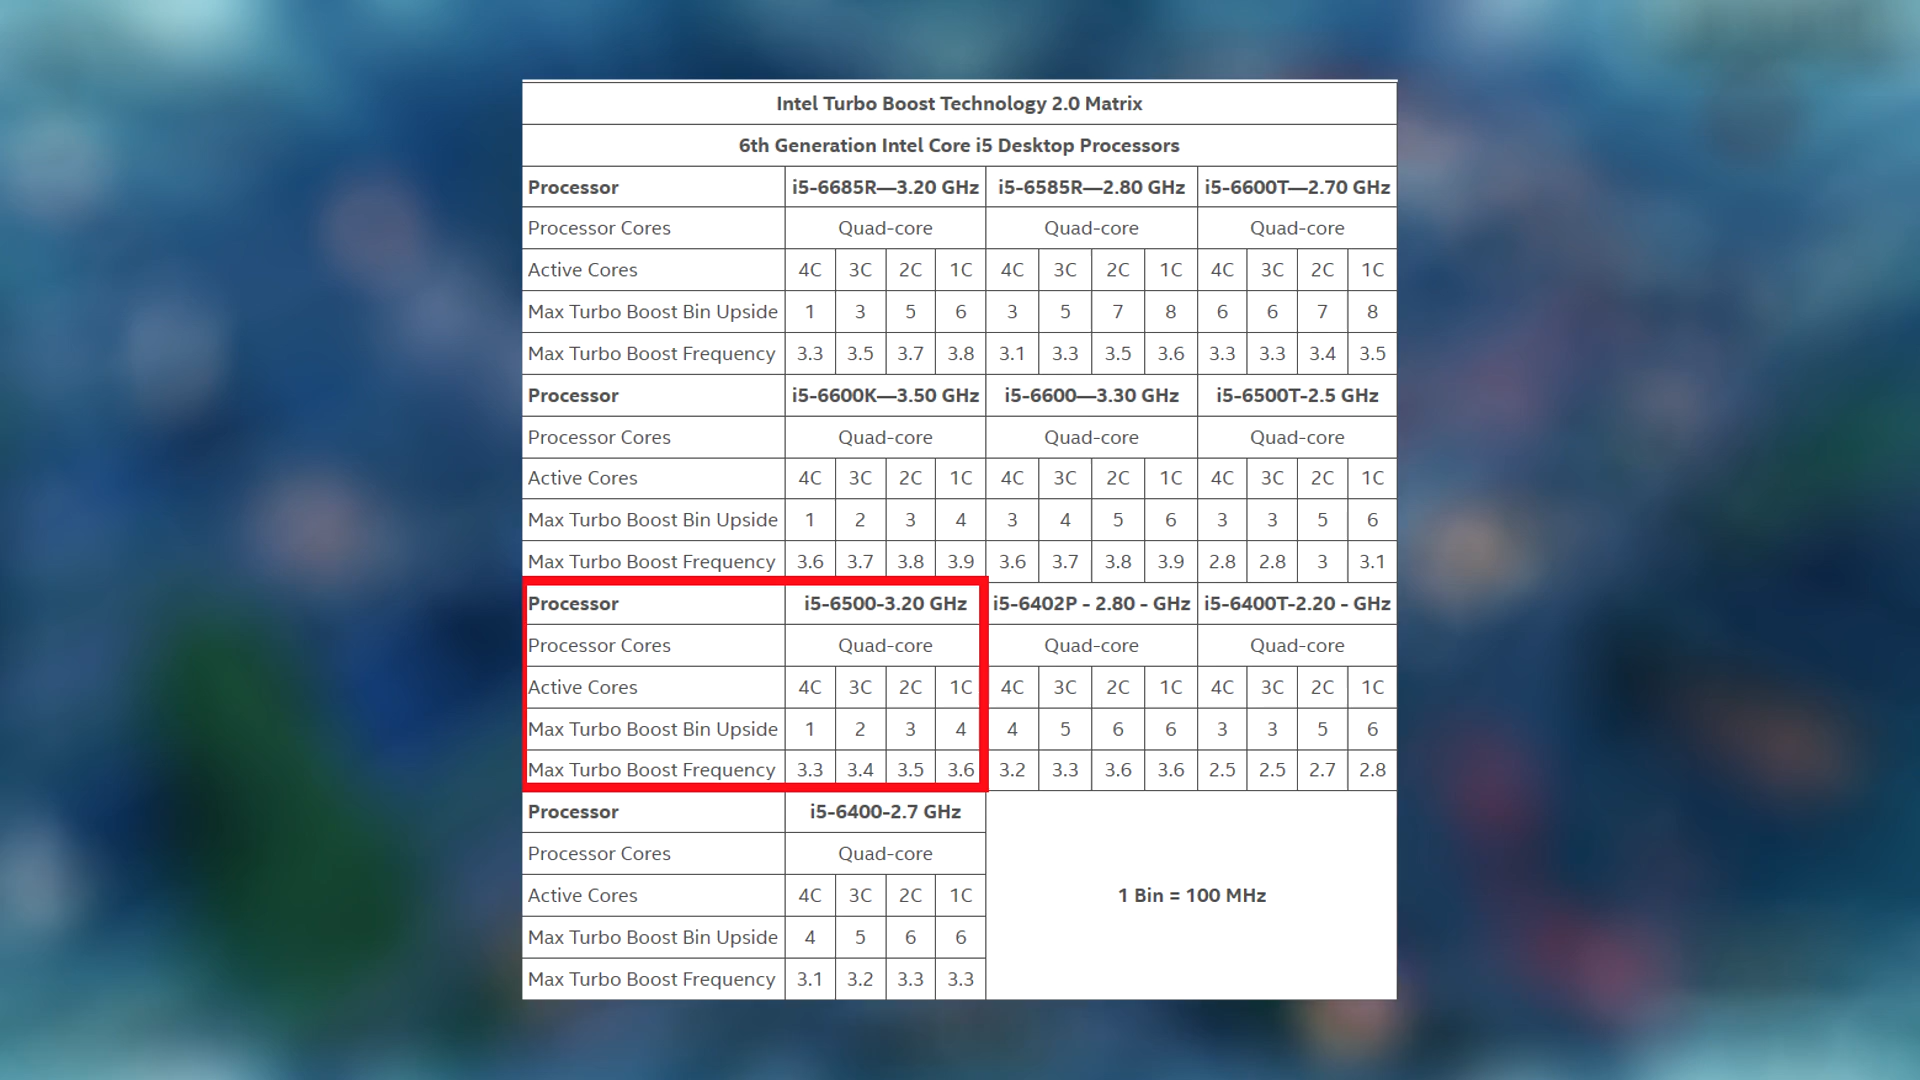 Intel Turbo Boost Technology 2.0 Matrix
6th Generation Intel Core i5 Desktop Processors
Processor i5-6685R—3.20 GHz i5-6585R—2.80 GHz i5-6600T—2.70 GHz
Processor Cores Quad-core Quad-core Quad-core
Active Cores 4C 3C 2C 1C 4C 3C 2C 1C 4C 3C 2C 1C
Max Turbo Boost Bin Upside 1 3 5 6 3 5 7 8 6 6 7 8
Max Turbo Boost Frequency 3.3 3.5 3.7 3.8 3.1 3.3 3.5 3.6 3.3 3.3 3.4 3.5
Processor i5-6600K—3.50 GHz i5-6600—3.30 GHz i5-6500T-2.5 GHz
Processor Cores Quad-core Quad-core Quad-core
Active Cores 4C 3C 2C 1C 4C 3C 2C 1C 4C 3C 2C 1C
Max Turbo Boost Bin Upside 1 2 3 4 3 4 5 6 3 3 5 6
Max Turbo Boost Frequency 3.6 3.7 3.8 3.9 3.6 3.7 3.8 3.9 2.8 2.8 3 3.1
Processor i5-6500-3.20 GHz i5-6402P - 2.80 - GHz i5-6400T-2.20 - GHz
Processor Cores Quad-core Quad-core Quad-core
Active Cores 4C 3C 2C 1C 4C 3C 2C 1C 4C 3C 2C 1C
Max Turbo Boost Bin Upside 1 2 3 4 4 5 6 6 3 3 5 6
Max Turbo Boost Frequency 3.3 3.4 3.5 3.6 3.2 3.3 3.6 3.6 2.5 2.5 2.7 2.8
Processor i5-6400-2.7 GHz
Processor Cores Quad-core
Active Cores 4C 3C 2C 1C 1 Bin = 100 MHz
Max Turbo Boost Bin Upside 4 5 6 6
Max Turbo Boost Frequency 3.1 3.2 3.3 3.3